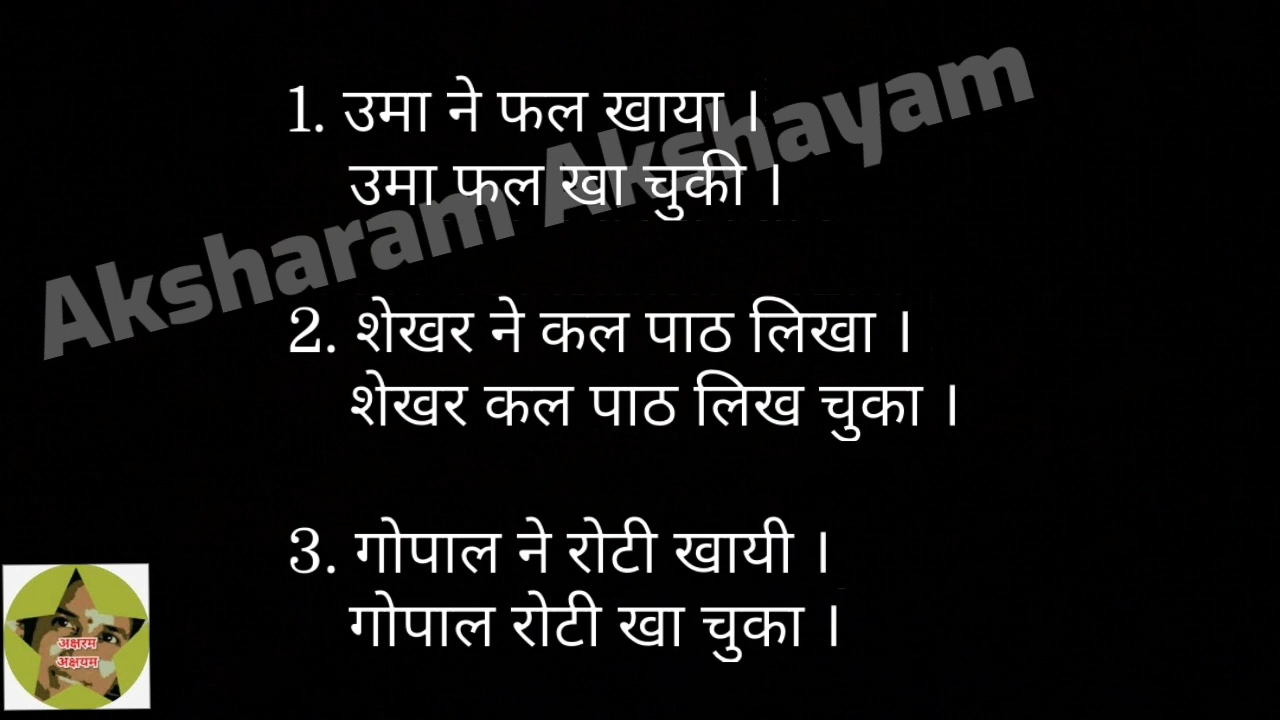 1. उमा ने फल खाया ।
उमा फल खा चुकी ।
2. शेखर ने कल पाठ लिखा ।
शेखर कल पाठ लिख चुका ।
3. गोपाल ने रोटी खायी ।
गोपाल रोटी खा चुका ।
Aksharam Akshayam
अक्षरम
अक्षयम